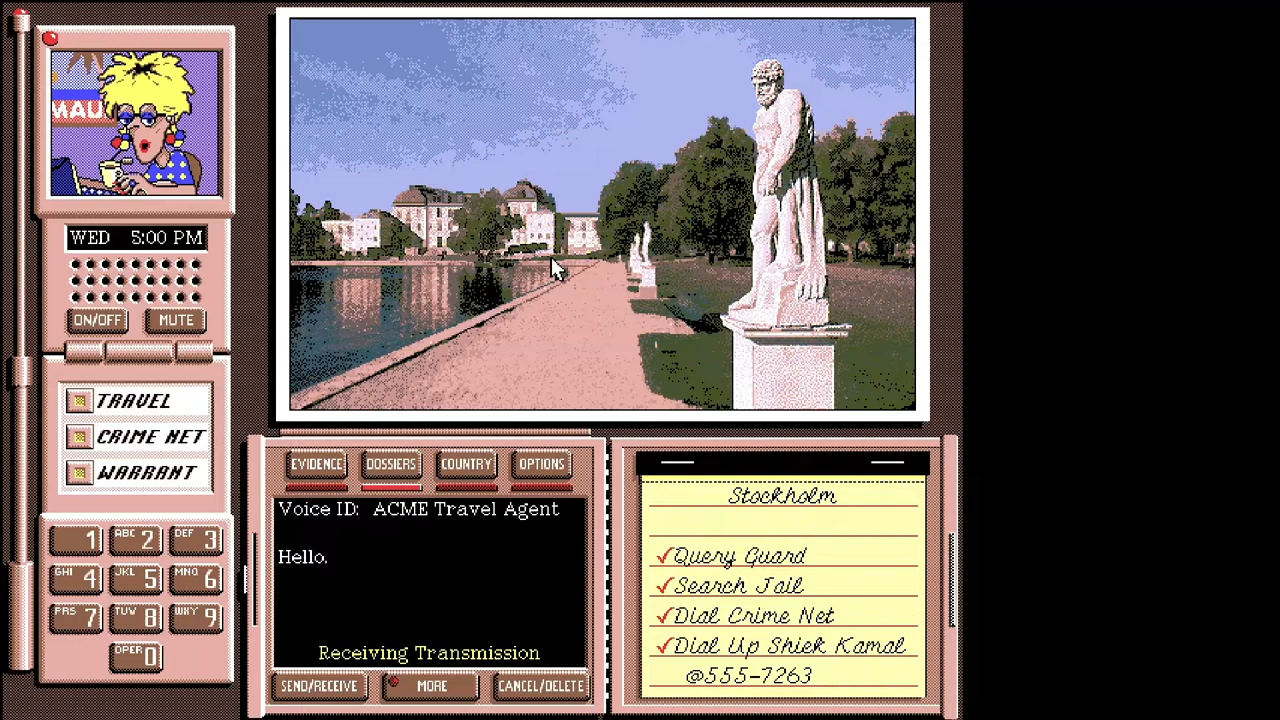 MAU
WED 5:00 PM
ON/OFF
MUTE
TRAVEL
CRIME NET
WARRANT
1
ABC 2
DEF 3
GHI 4
JKL 5
MNO 6
PRS 7
TUV 8
WXY 9
OPER 0
EVIDENCE
DOSSIERS
COUNTRY
OPTIONS
Voice ID: ACME Travel Agent
Hello.
Receiving Transmission
SEND/RECEIVE
MORE
CANCEL/DELETE
Stockholm
✓Query Guard
✓Search Jail
✓Dial Crime Net
✓Dial Up Shiek Kamal
@555-7263